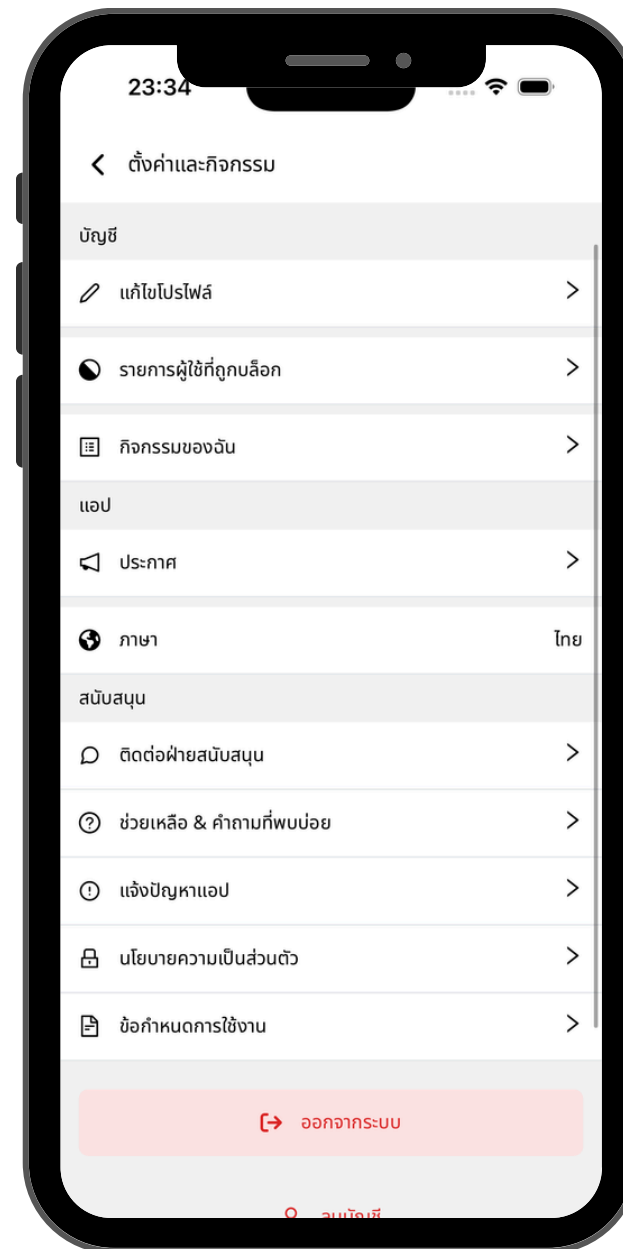 23:34
ตั้งค่าและกิจกรรม
บัญชี
แก้ไขโปรไฟล์
รายการผู้ใช้ที่ถูกบล็อก
กิจกรรมของฉัน
แอป
ประกาศ
ภาษา ไทย
สนับสนุน
ติดต่อฝ่ายสนับสนุน
ช่วยเหลือ & คำถามที่พบบ่อย
แจ้งปัญหาแอป
นโยบายความเป็นส่วนตัว
ข้อกำหนดการใช้งาน
ออกจากระบบ
ลบบัญชี